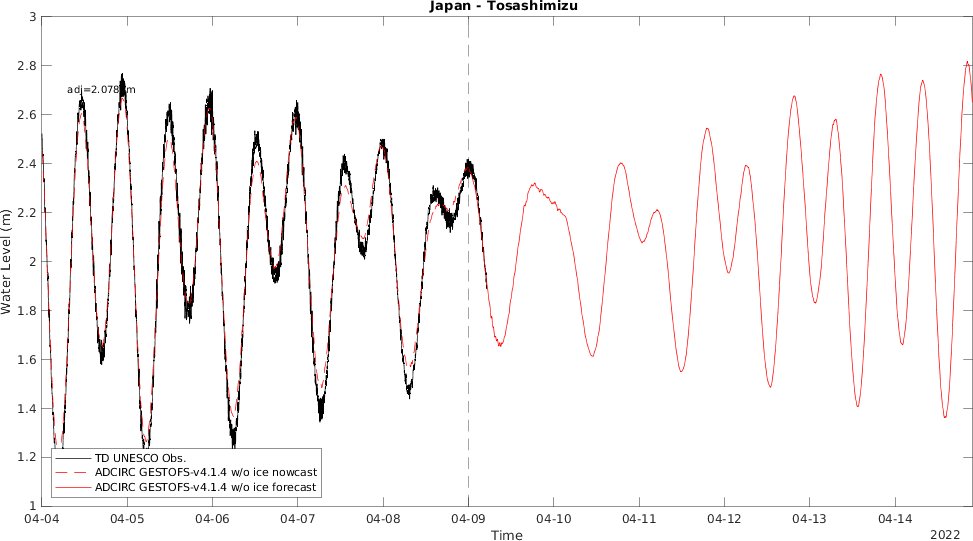 Japan - Tosashimizu
3
2.8
2.6
2.4
2.2
2
1.8
1.6
1.4
1.2
1
Water Level (m)
adj=2.078 m
TD UNESCO Obs.
ADCIRC GESTOFS-v4.1.4 w/o ice nowcast
ADCIRC GESTOFS-v4.1.4 w/o ice forecast
04-04 04-05 04-06 04-07 04-08 04-09 04-10 04-11 04-12 04-13 04-14
Time
2022